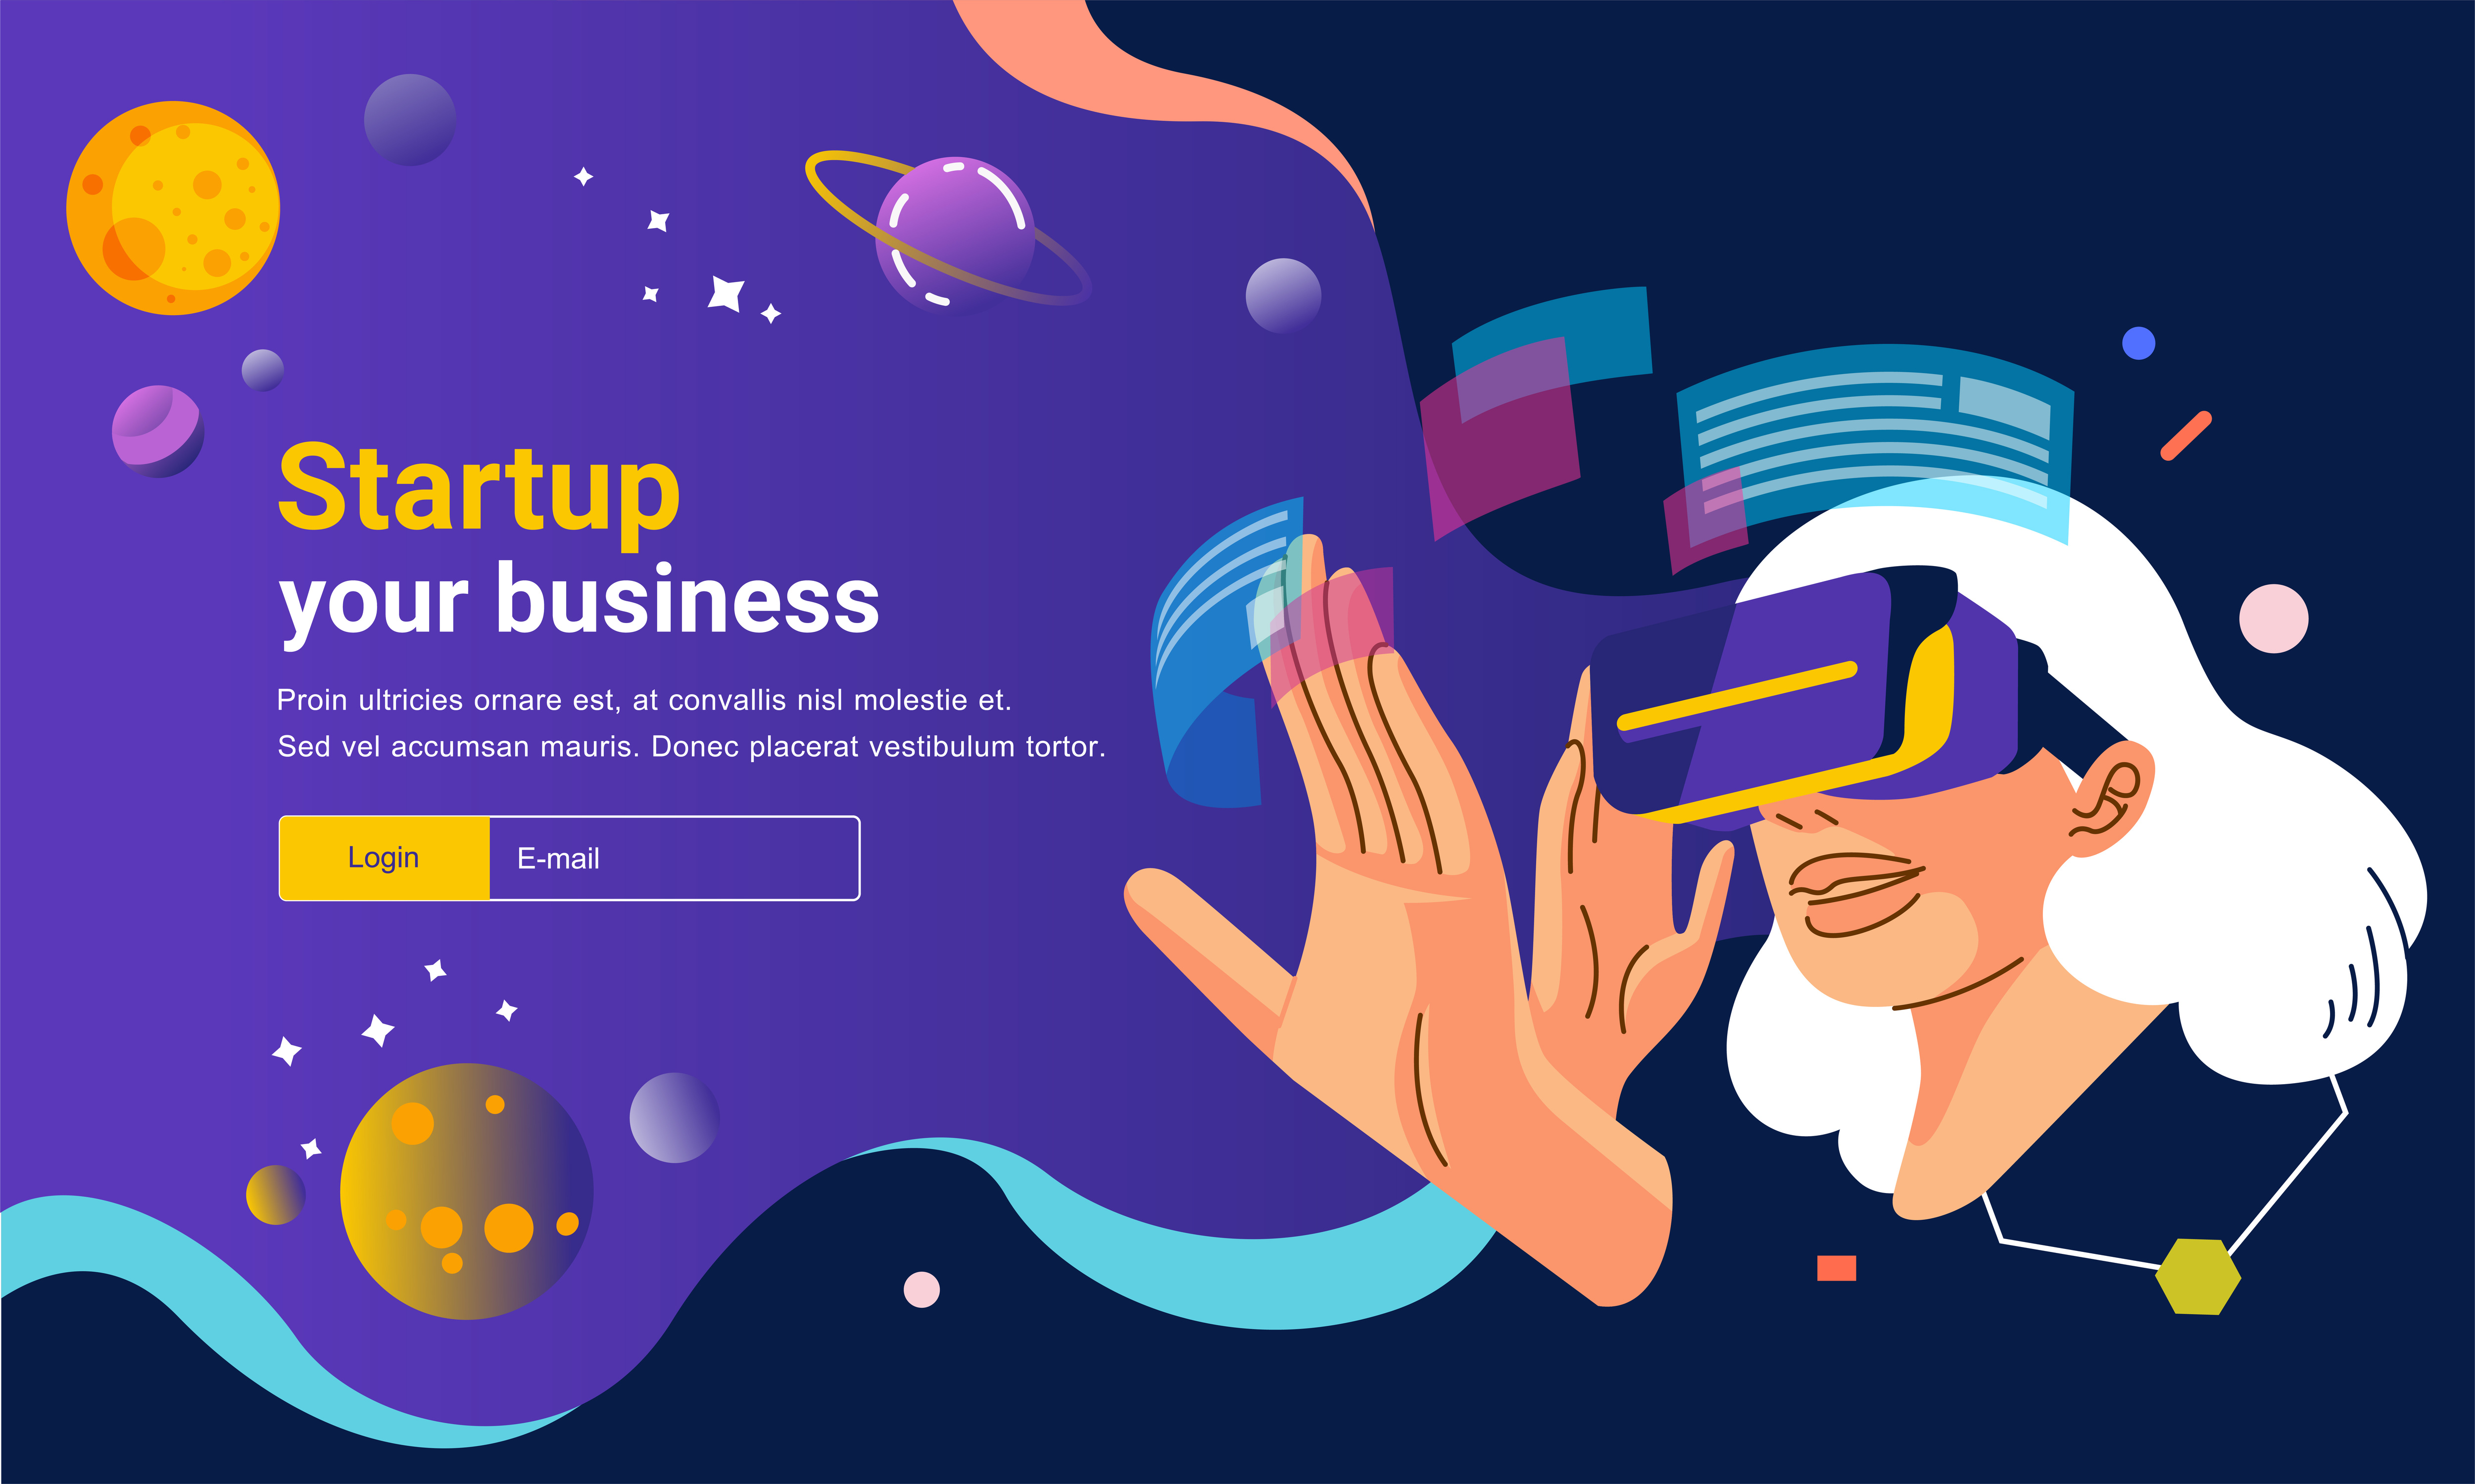 Startup
your business
Proin ultricies ornare est, at convallis nisl molestie et.
Sed vel accumsan mauris. Donec placerat vestibulum tortor.
Login E-mail